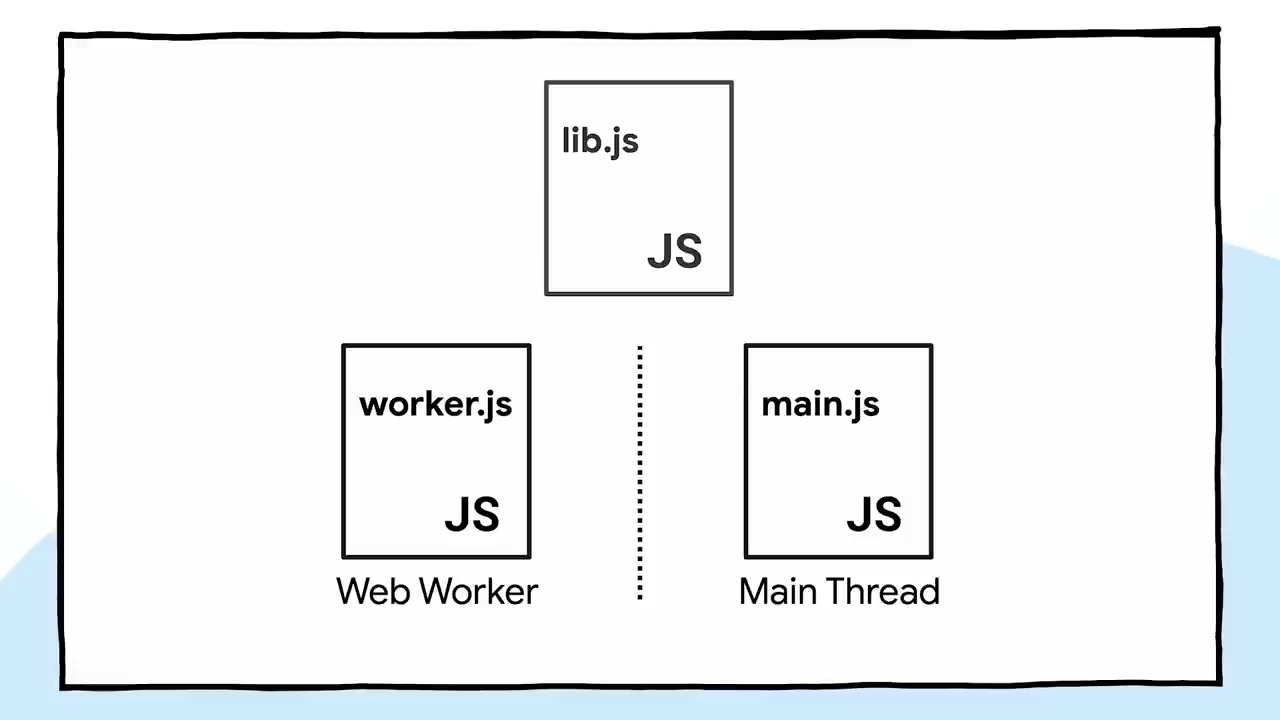 lib.js
JS
worker.js
JS
Web Worker
main.js
JS
Main Thread